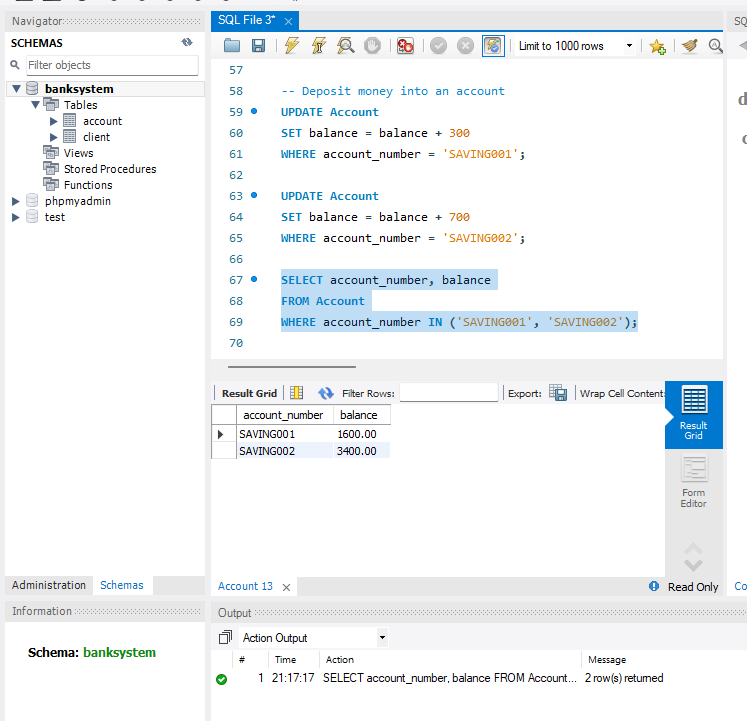 Navigator
SCHEMAS
Filter objects
banksystem
Tables
account
client
Views
Stored Procedures
Functions
phpmyadmin
test
Administration Schemas
Information
Schema: banksystem
SQL File 3* ×
Limit to 1000 rows
57
58 -- Deposit money into an account
59 UPDATE Account
60 SET balance = balance + 300
61 WHERE account_number = 'SAVING001';
62
63 UPDATE Account
64 SET balance = balance + 700
65 WHERE account_number = 'SAVING002';
66
67 SELECT account_number, balance
68 FROM Account
69 WHERE account_number IN ('SAVING001', 'SAVING002');
70
Result Grid Filter Rows: Export: Wrap Cell Content:
account_number balance
SAVING001 1600.00
SAVING002 3400.00
Result
Grid
Form
Editor
Account 13 ×
Read Only
Output
Action Output
# Time Action Message
1 21:17:17 SELECT account_number, balance FROM Account... 2 row(s) returned
SQ
d
Co